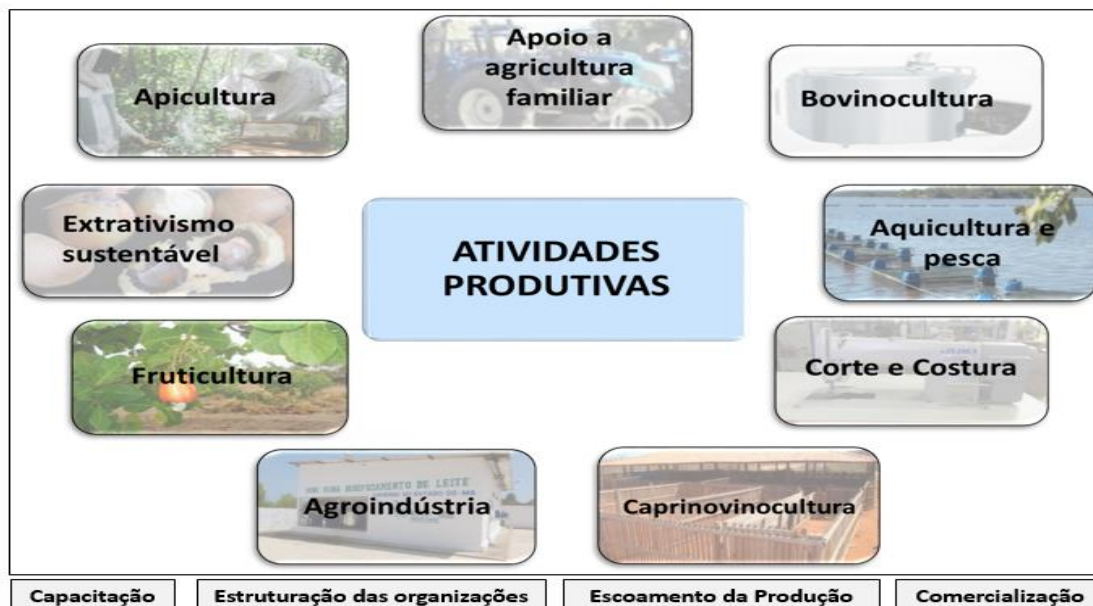 Apoio a
agricultura
familiar
Apicultura
Bovinocultura
Extrativismo
sustentável
ATIVIDADES
PRODUTIVAS
Aquicultura e
pesca
Fruticultura
Corte e Costura
Agroindústria
Caprinovinocultura
Capacitação
Estruturação das organizações
Escoamento da Produção
Comercialização